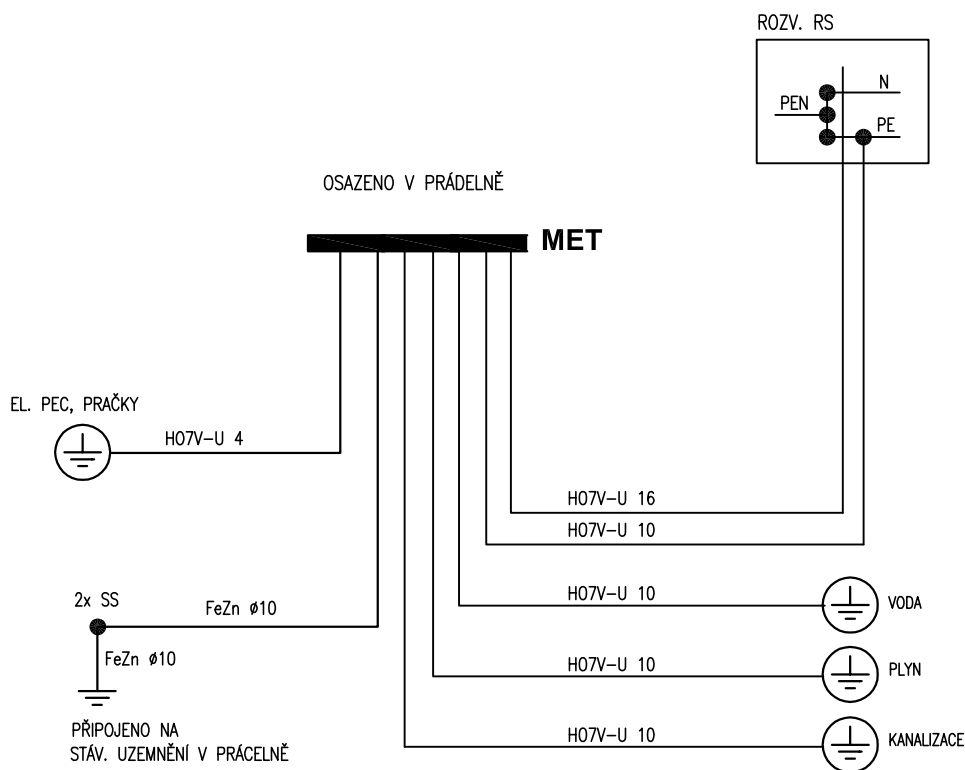 ROZV. RS
N
PEN
PE
OSAZENO V PRÁDELNĚ
MET
EL. PEC, PRAČKY
H07V-U 4
H07V-U 16
H07V-U 10
2x SS
FeZn ø10
H07V-U 10
VODA
FeZn ø10
H07V-U 10
PLYN
PŘIPOJENO NA
STÁV. UZEMNĚNÍ V PRÁCELNĚ
H07V-U 10
KANALIZACE